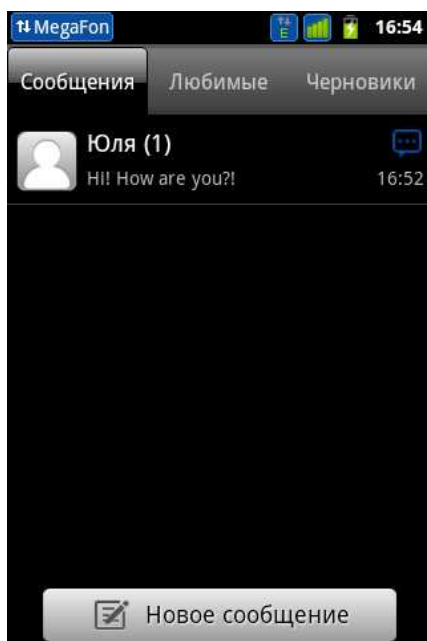 MegaFon E 16:54
Сообщения Любимые Черновики
Юля (1)
Hi! How are you?! 16:52
Новое сообщение